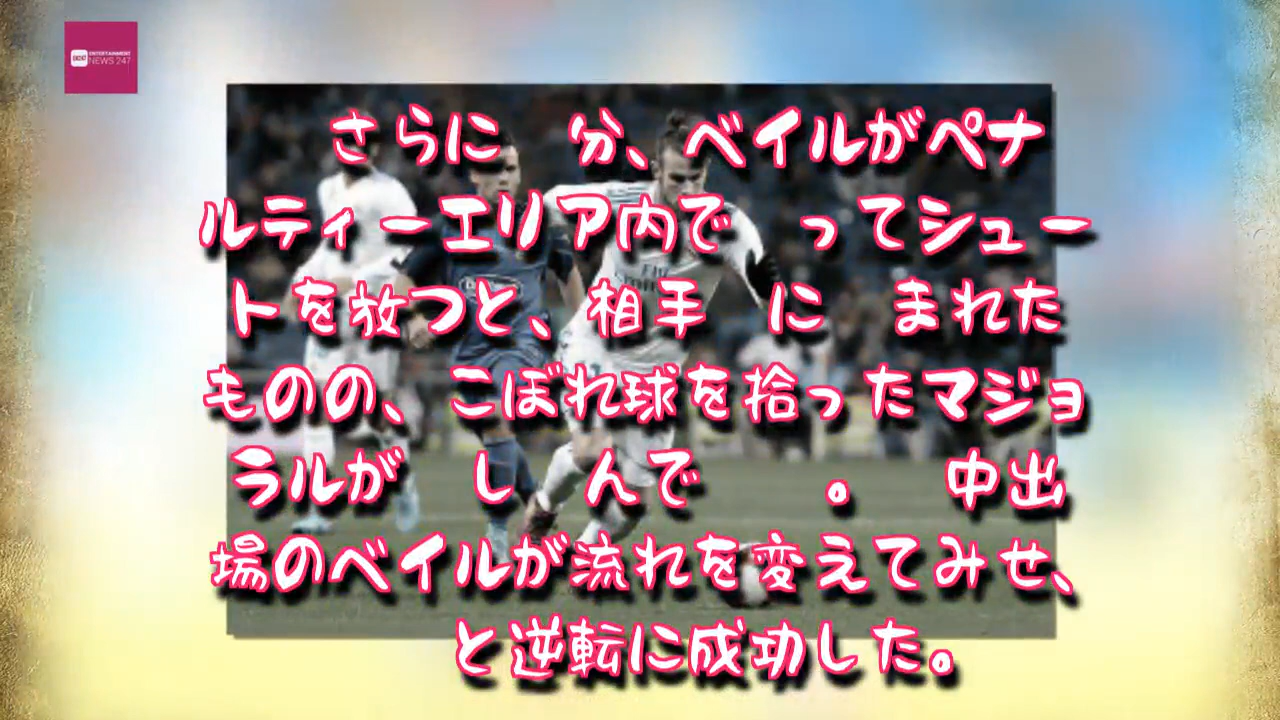 ENTERTAINMENT
NEWS 247
さらに 分、ベイルがペナ
ルティーエリア内で ってシュー
トを放つと、相手 に まれた
ものの、こぼれ球を拾ったマジョ
ラルが し んで 。 中出
場のベイルが流れを変えてみせ、
と逆転に成功した。